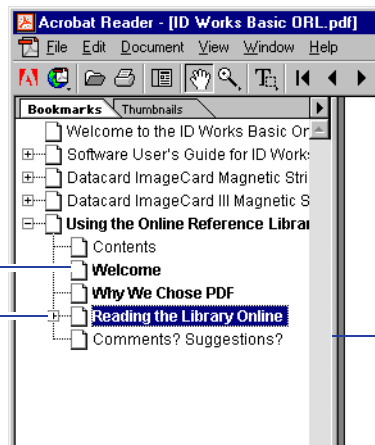 Acrobat Reader - [ID Works Basic ORL.pdf]
File Edit Document View Window Help
Bookmarks Thumbnails
Welcome to the ID Works Basic Or
Software User's Guide for ID Work
Datacard ImageCard Magnetic Stri
Datacard ImageCard III Magnetic S
Using the Online Reference Librar
Contents
Welcome
Why We Chose PDF
Reading the Library Online
Comments? Suggestions?